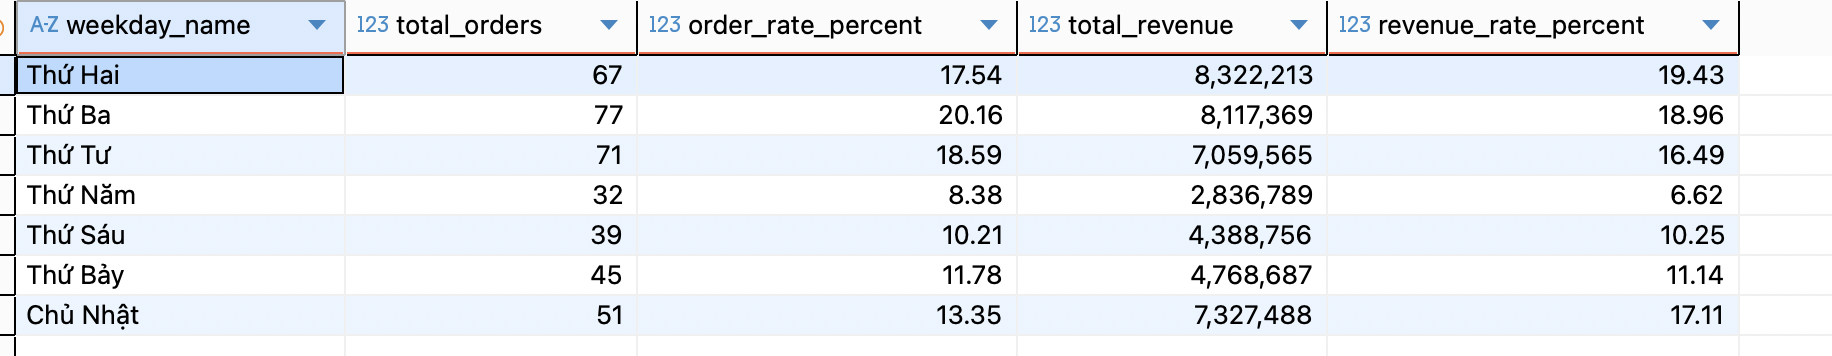 A-Z weekday_name 123 total_orders 123 order_rate_percent 123 total_revenue 123 revenue_rate_percent
Thứ Hai 67 17.54 8,322,213 19.43
Thứ Ba 77 20.16 8,117,369 18.96
Thứ Tư 71 18.59 7,059,565 16.49
Thứ Năm 32 8.38 2,836,789 6.62
Thứ Sáu 39 10.21 4,388,756 10.25
Thứ Bảy 45 11.78 4,768,687 11.14
Chủ Nhật 51 13.35 7,327,488 17.11